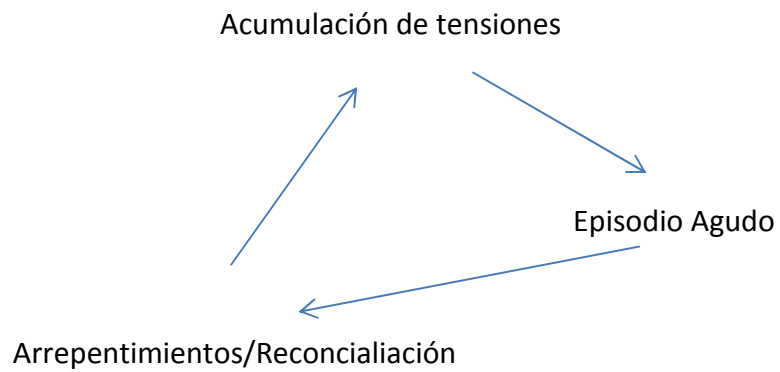 Acumulación de tensiones
Episodio Agudo
Arrepentimientos/Reconcialiación